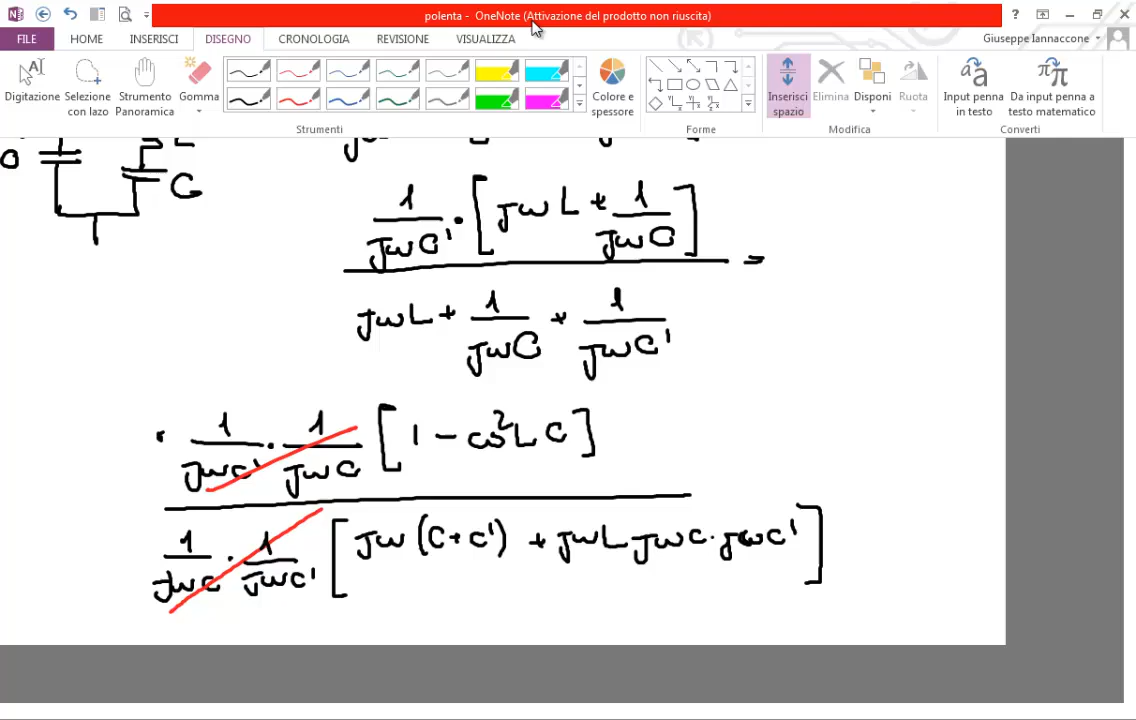 polenta - OneNote (Attivazione del prodotto non riuscita)
?
FILE HOME INSERISCI DISEGNO CRONOLOGIA REVISIONE VISUALIZZA
Giuseppe Iannaccone
Digitazione
Selezione con lazo
Strumento Panoramica
Gomma
Colore e spessore
Inserisci spazio
Elimina
Disponi
Ruota
Input penna in testo
Da input penna a testo matematico
Strumenti
Forme
Modifica
Converti
C
1/jωC' · [jωL + 1/jωC]
=
jωL + 1/jωC + 1/jωC'
1/jωC' · 1/jωC [1 - ω²LC]
1/jωC · 1/jωC' [jω(C+C') + jωL jωC · jωC']